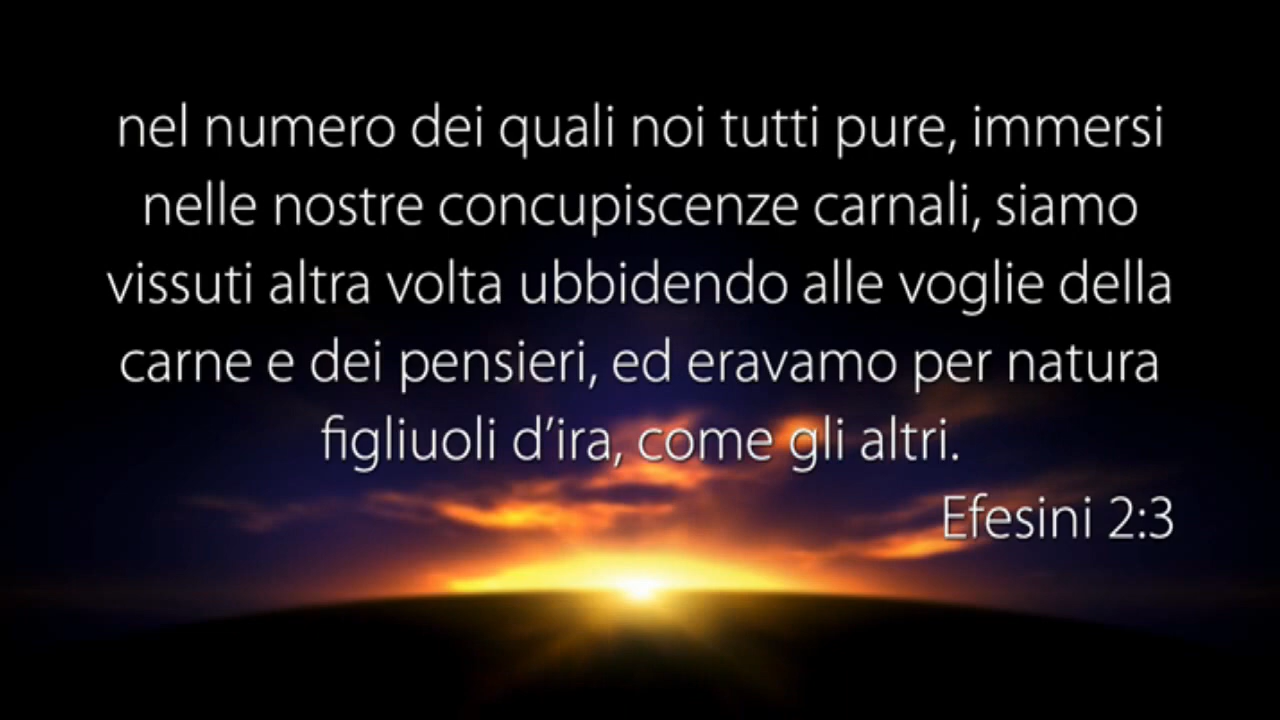 nel numero dei quali noi tutti pure, immersi
nelle nostre concupiscenze carnali, siamo
vissuti altra volta ubbidendo alle voglie della
carne e dei pensieri, ed eravamo per natura
figliuoli d’ira, come gli altri.
Efesini 2:3